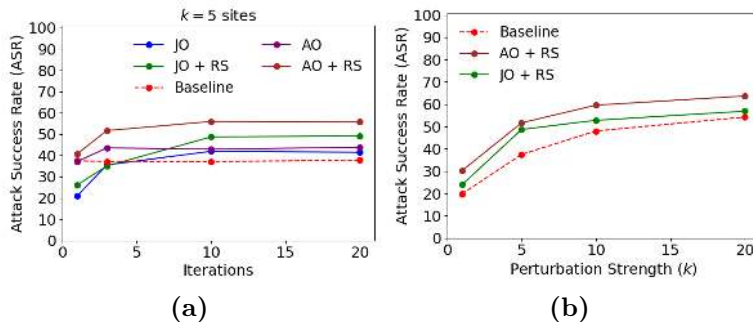 k = 5 sites
Attack Success Rate (ASR)
100
90
80
70
60
50
40
30
20
10
0
JO
JO + RS
Baseline
AO
AO + RS
0 5 10 15 20
Iterations
(a)
Attack Success Rate (ASR)
100
90
80
70
60
50
40
30
20
10
0
Baseline
AO + RS
JO + RS
0 5 10 15 20
Perturbation Strength (k)
(b)